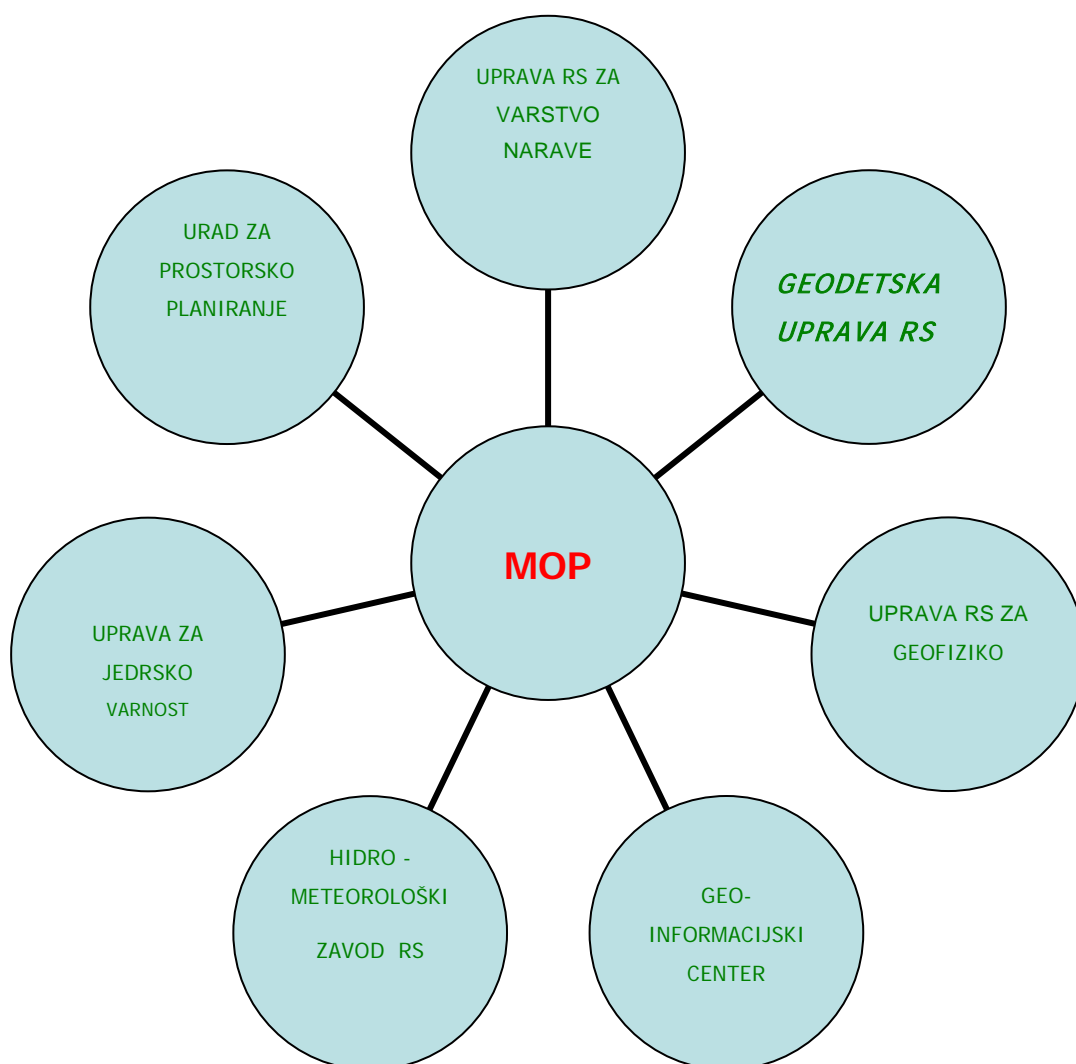 UPRAVA RS ZA
VARSTVO
NARAVE
URAD ZA
PROSTORSKO
PLANIRANJE
GEODETSKA
UPRAVA RS
MOP
UPRAVA ZA
JEDRSKO
VARNOST
UPRAVA RS ZA
GEOFIZIKO
HIDRO -
METEOROLOŠKI
ZAVOD RS
GEO-
INFORMACIJSKI
CENTER